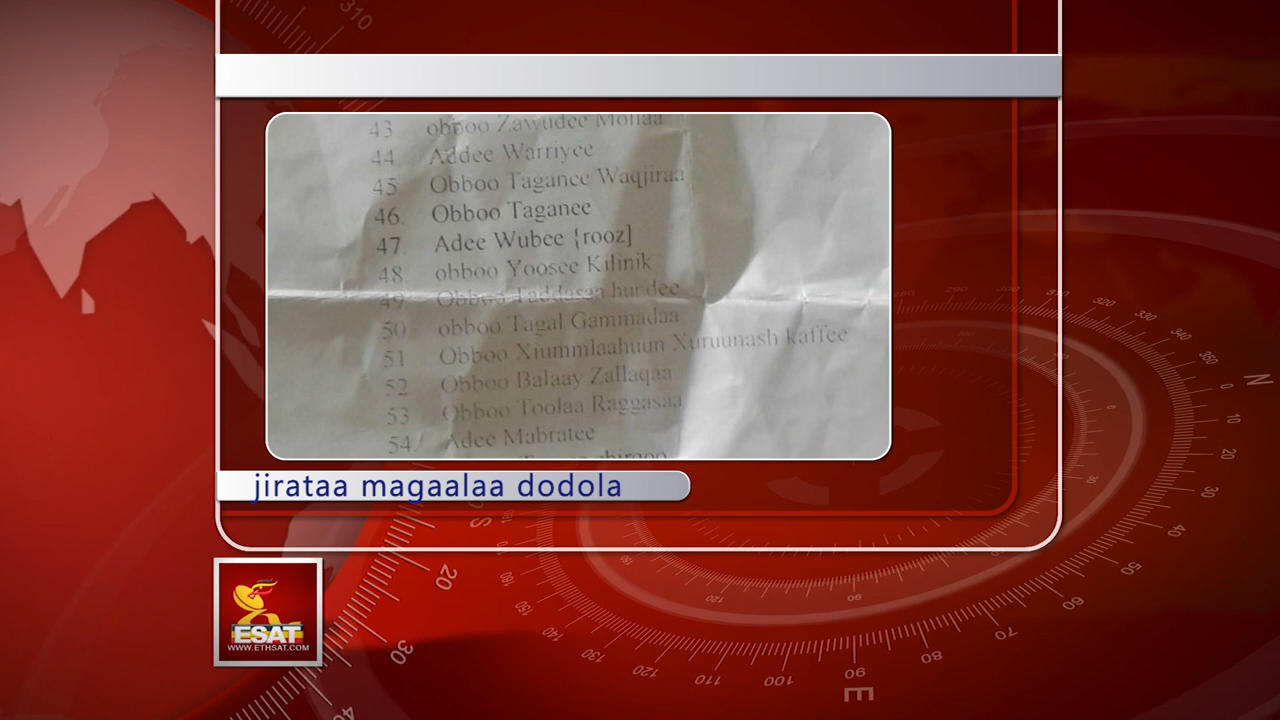 43 obboo Zawudee Mollaa
44 Addee Warriyee
45 Obboo Taganee Waqjiraa
46. Obboo Taganee
47. Adee Wubee {rooz]
48. obboo Yoosee Kilinik
49. Obboo Taddasaa hurdee
50 obboo Tagal Gammadaa
51 Obboo Xiummlaahuun Xuruunash kaffee
52 Obboo Balaay Zallaqaa
53 Obboo Toolaa Raggasaa
54 Adee Mabratee
jirataa magaalaa dodola
ESAT
WWW.ETHSAT.COM